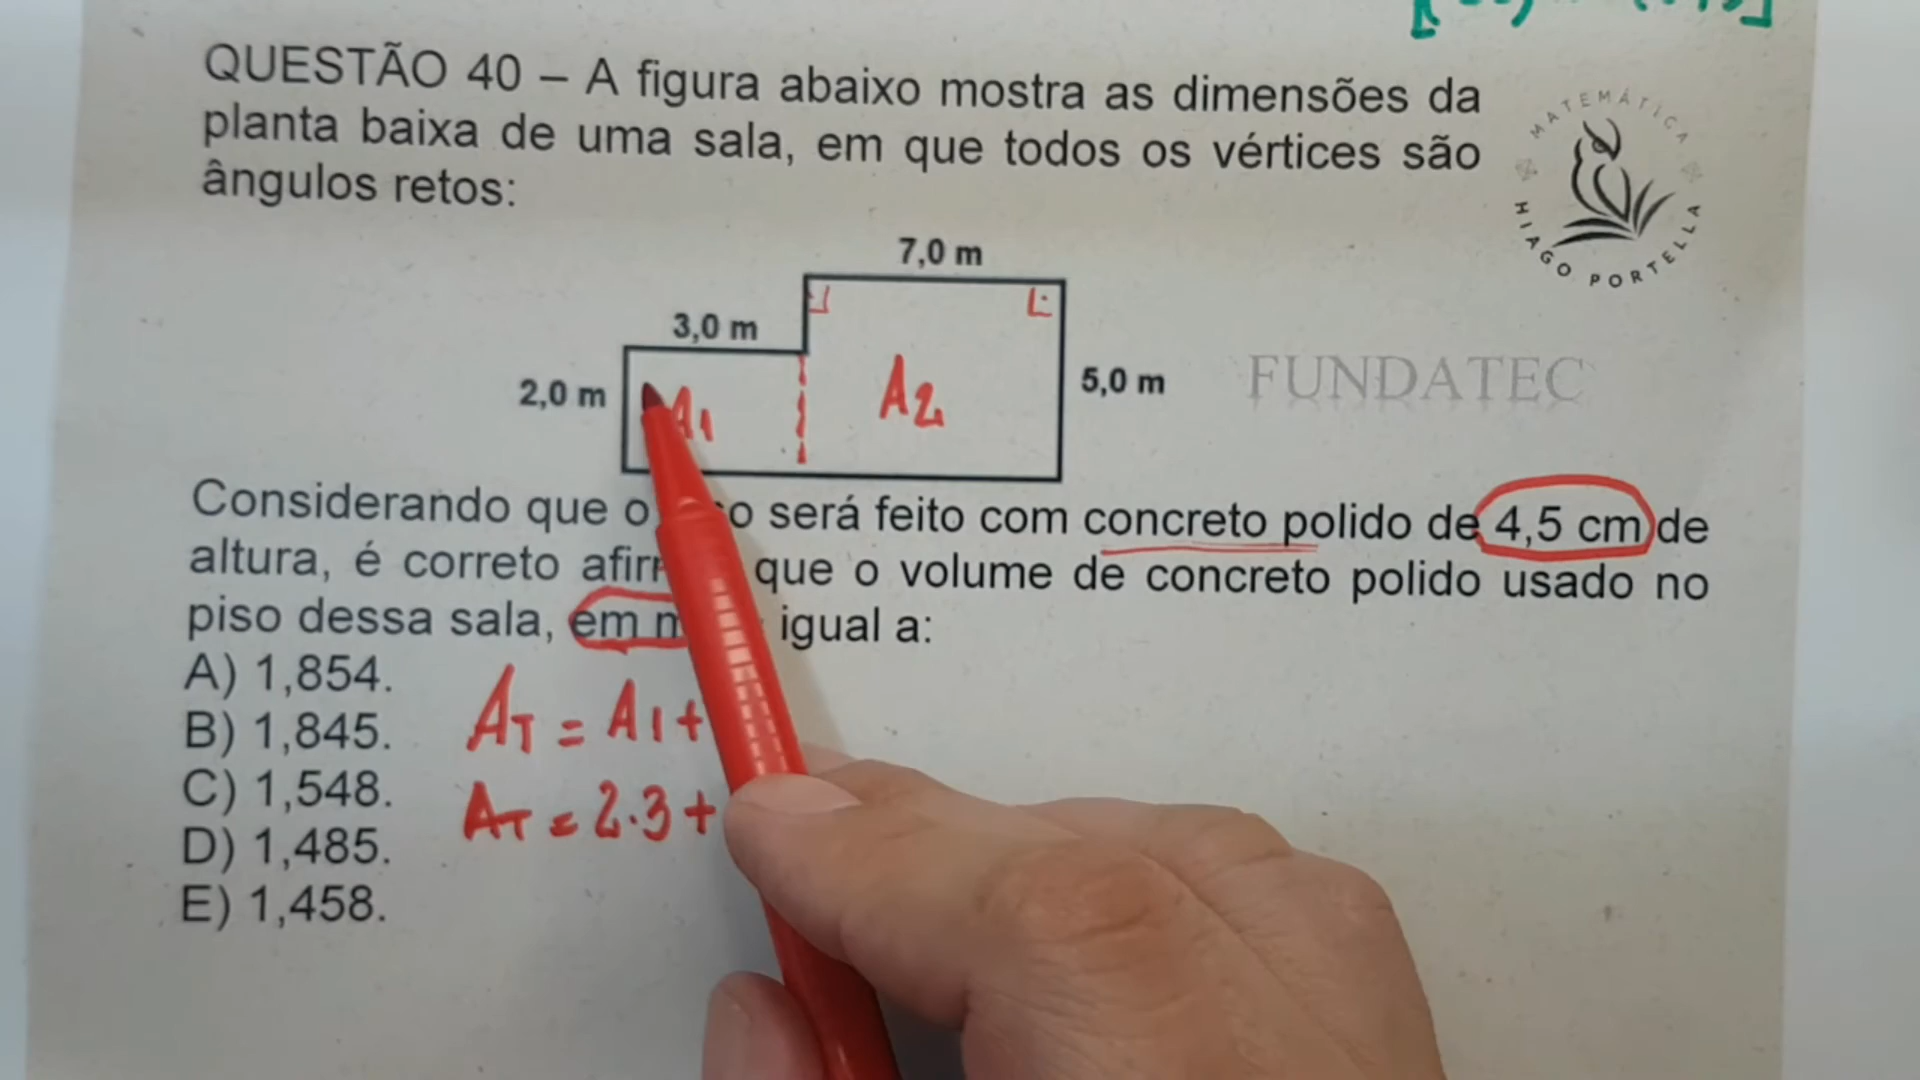 QUESTÃO 40 – A figura abaixo mostra as dimensões da
planta baixa de uma sala, em que todos os vértices são
ângulos retos:
MATEMÁTICA
HIAGO PORTELLA
7,0 m
3,0 m
2,0 m
A1
A2
5,0 m
FUNDATEC
Considerando que o será feito com concreto polido de 4,5 cm de
altura, é correto que o volume de concreto polido usado no
piso dessa sala, em igual a:
A) 1,854.
B) 1,845.
C) 1,548.
D) 1,485.
E) 1,458.
AT = A1+
AT = 2.3+